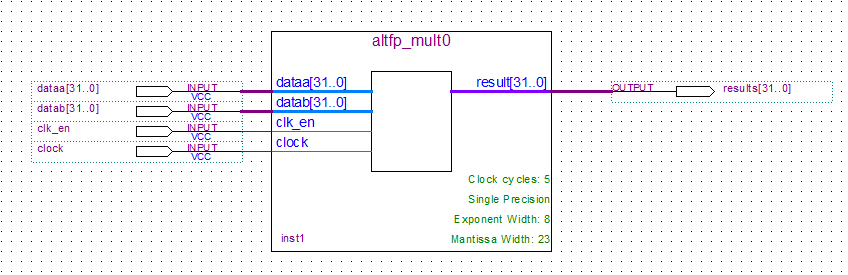 altfp_mult0
dataa[31..0] INPUT VCC dataa[31..0] result[31..0] OUTPUT results[31..0]
datab[31..0] INPUT VCC datab[31..0]
clk_en INPUT VCC clk_en
clock INPUT VCC clock
Clock cycles: 5
Single Precision
Exponent Width: 8
inst1 Mantissa Width: 23